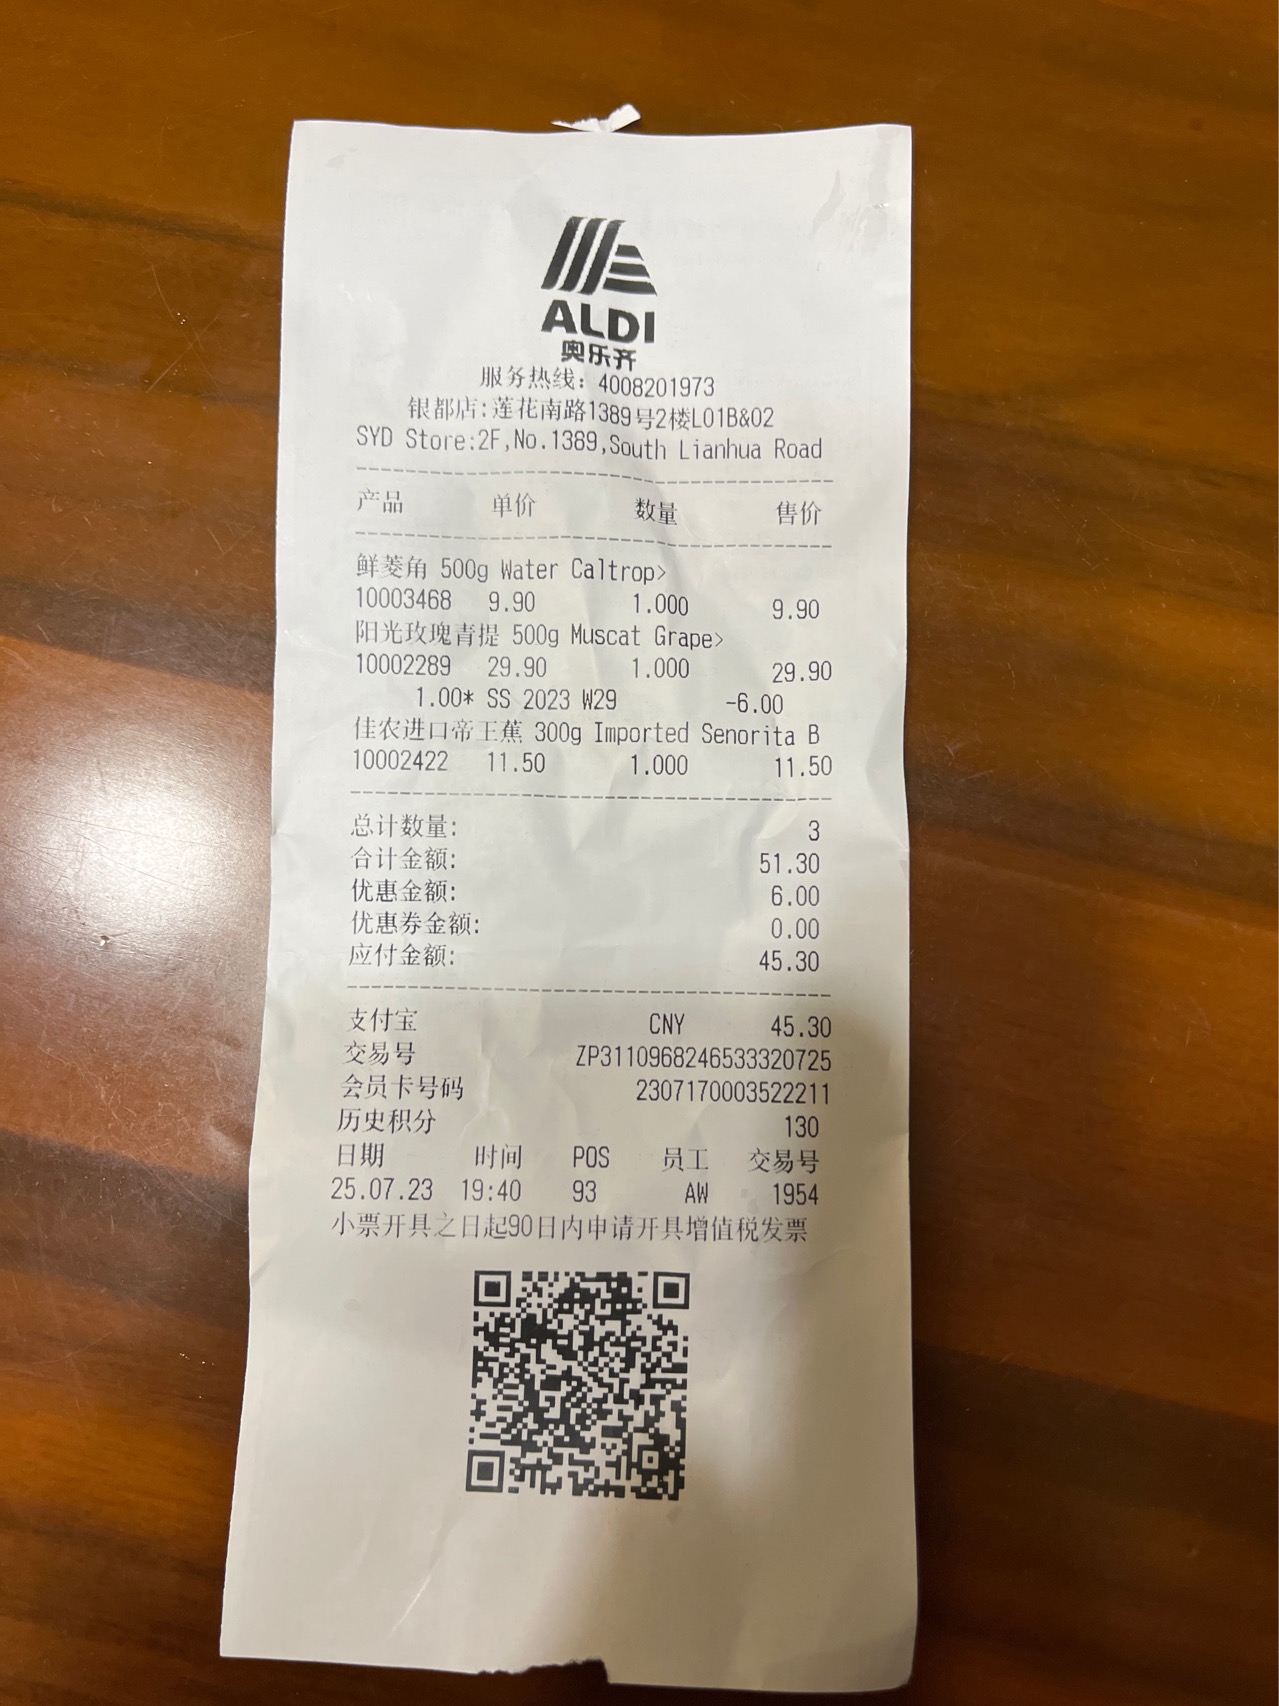 ALDI
奥乐齐
服务热线：4008201973
银都店:莲花南路1389号2楼L01B&02
SYD Store:2F,No.1389,South Lianhua Road
产品 单价 数量 售价
鲜菱角 500g Water Caltrop>
10003468 9.90 1.000 9.90
阳光玫瑰青提 500g Muscat Grape>
10002289 29.90 1.000 29.90
1.00* SS 2023 W29 -6.00
佳农进口帝王蕉 300g Imported Senorita B
10002422 11.50 1.000 11.50
总计数量: 3
合计金额: 51.30
优惠金额: 6.00
优惠券金额: 0.00
应付金额: 45.30
支付宝 CNY 45.30
交易号 ZP3110968246533320725
会员卡号码 2307170003522211
历史积分 130
日期 时间 POS 员工 交易号
25.07.23 19:40 93 AW 1954
小票开具之日起90日内申请开具增值税发票